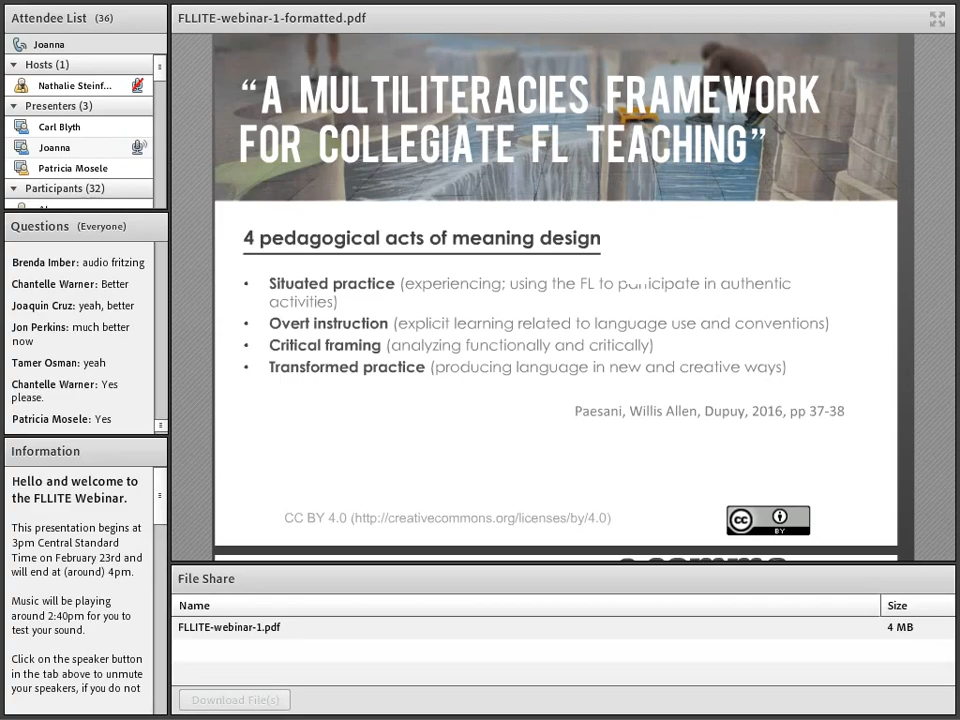 Attendee List (36)
Joanna
Hosts (1)
Nathalie Steinf...
Presenters (3)
Carl Blyth
Joanna
Patricia Mosele
Participants (32)
Questions (Everyone)
Brenda Imber: audio fritzing
Chantelle Warner: Better
Joaquin Cruz: yeah, better
Jon Perkins: much better
now
Tamer Osman: yeah
Chantelle Warner: Yes
please.
Patricia Mosele: Yes
Information
Hello and welcome to
the FLLITE Webinar.
This presentation begins at
3pm Central Standard
Time on February 23rd and
will end at (around) 4pm.
Music will be playing
around 2:40pm for you to
test your sound.
Click on the speaker button
in the tab above to unmute
your speakers, if you do not
FLLITE-webinar-1-formatted.pdf
“A MULTILITERACIES FRAMEWORK
FOR COLLEGIATE FL TEACHING”
4 pedagogical acts of meaning design
• Situated practice (experiencing; using the FL to participate in authentic
activities)
• Overt instruction (explicit learning related to language use and conventions)
• Critical framing (analyzing functionally and critically)
• Transformed practice (producing language in new and creative ways)
Paesani, Willis Allen, Dupuy, 2016, pp 37-38
CC BY 4.0 (http://creativecommons.org/licenses/by/4.0)
cc
BY
File Share
Name Size
FLLITE-webinar-1.pdf 4 MB
Download File(s)